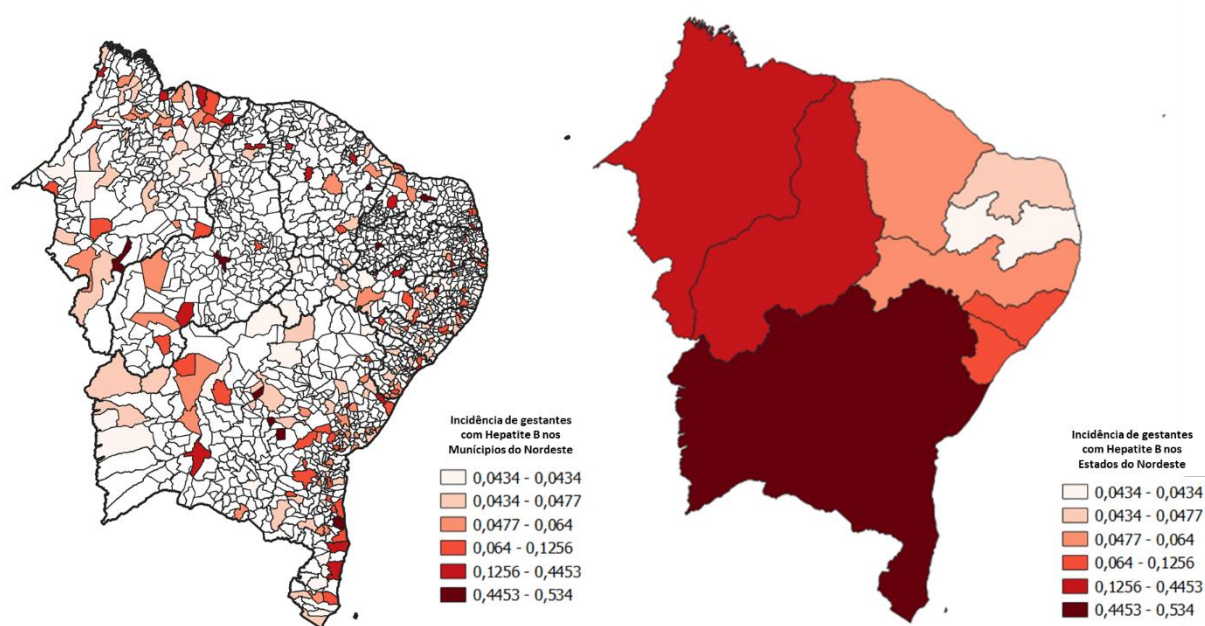 Incidência de gestantes
com Hepatite B nos
Munícipios do Nordeste
0,0434 - 0,0434
0,0434 - 0,0477
0,0477 - 0,064
0,064 - 0,1256
0,1256 - 0,4453
0,4453 - 0,534
Incidência de gestantes
com Hepatite B nos
Estados do Nordeste
0,0434 - 0,0434
0,0434 - 0,0477
0,0477 - 0,064
0,064 - 0,1256
0,1256 - 0,4453
0,4453 - 0,534